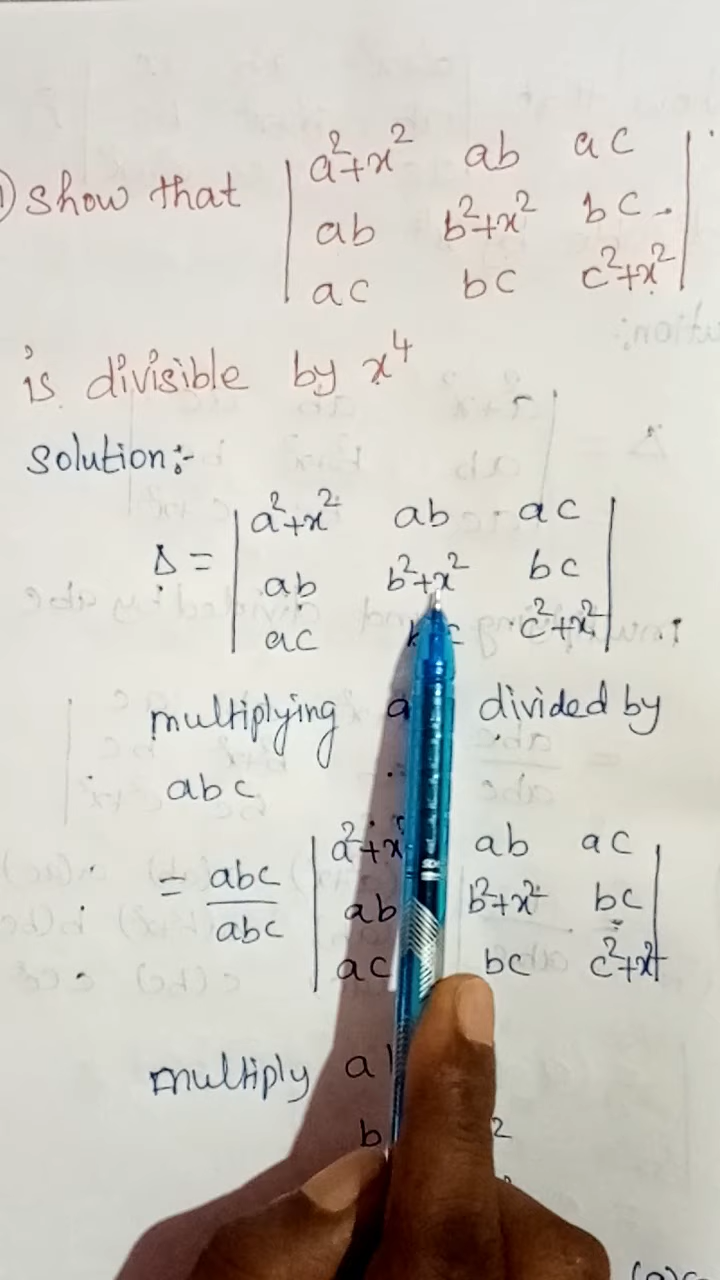 1) Show that | a²+x² ab ac |
| ab b²+x² bc |
| ac bc c²+x² |
is divisible by x⁴
Solution:-
Δ = | a²+x² ab ac |
| ab b²+x² bc |
| ac c²+x² |
multiplying divided by
abc
= abc/abc | a²+x² ab ac |
| ab b²+x² bc |
| ac bc c²+x² |
multiply a
b 2